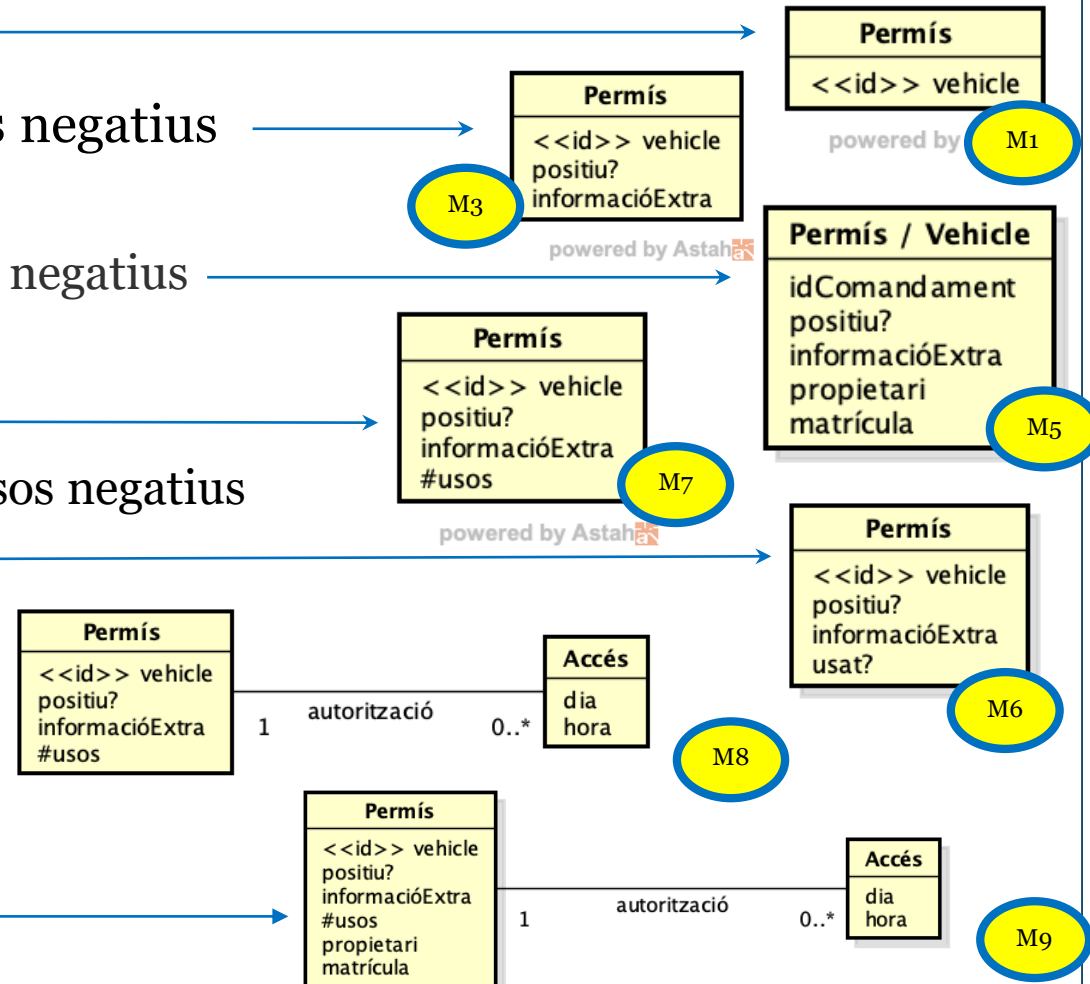 Permís
<<id>> vehicle
powered by
M1
s negatius
Permís
<<id>> vehicle
positiu?
informacióExtra
M3
powered by Astah
negatius
Permís / Vehicle
idComandament
positiu?
informacióExtra
propietari
matrícula
M5
Permís
<<id>> vehicle
positiu?
informacióExtra
#usos
M7
powered by Astah
sos negatius
Permís
<<id>> vehicle
positiu?
informacióExtra
usat?
M6
Permís
<<id>> vehicle
positiu?
informacióExtra
#usos
1
autorització
0..*
Accés
dia
hora
M8
Permís
<<id>> vehicle
positiu?
informacióExtra
#usos
propietari
matrícula
1
autorització
0..*
Accés
dia
hora
M9